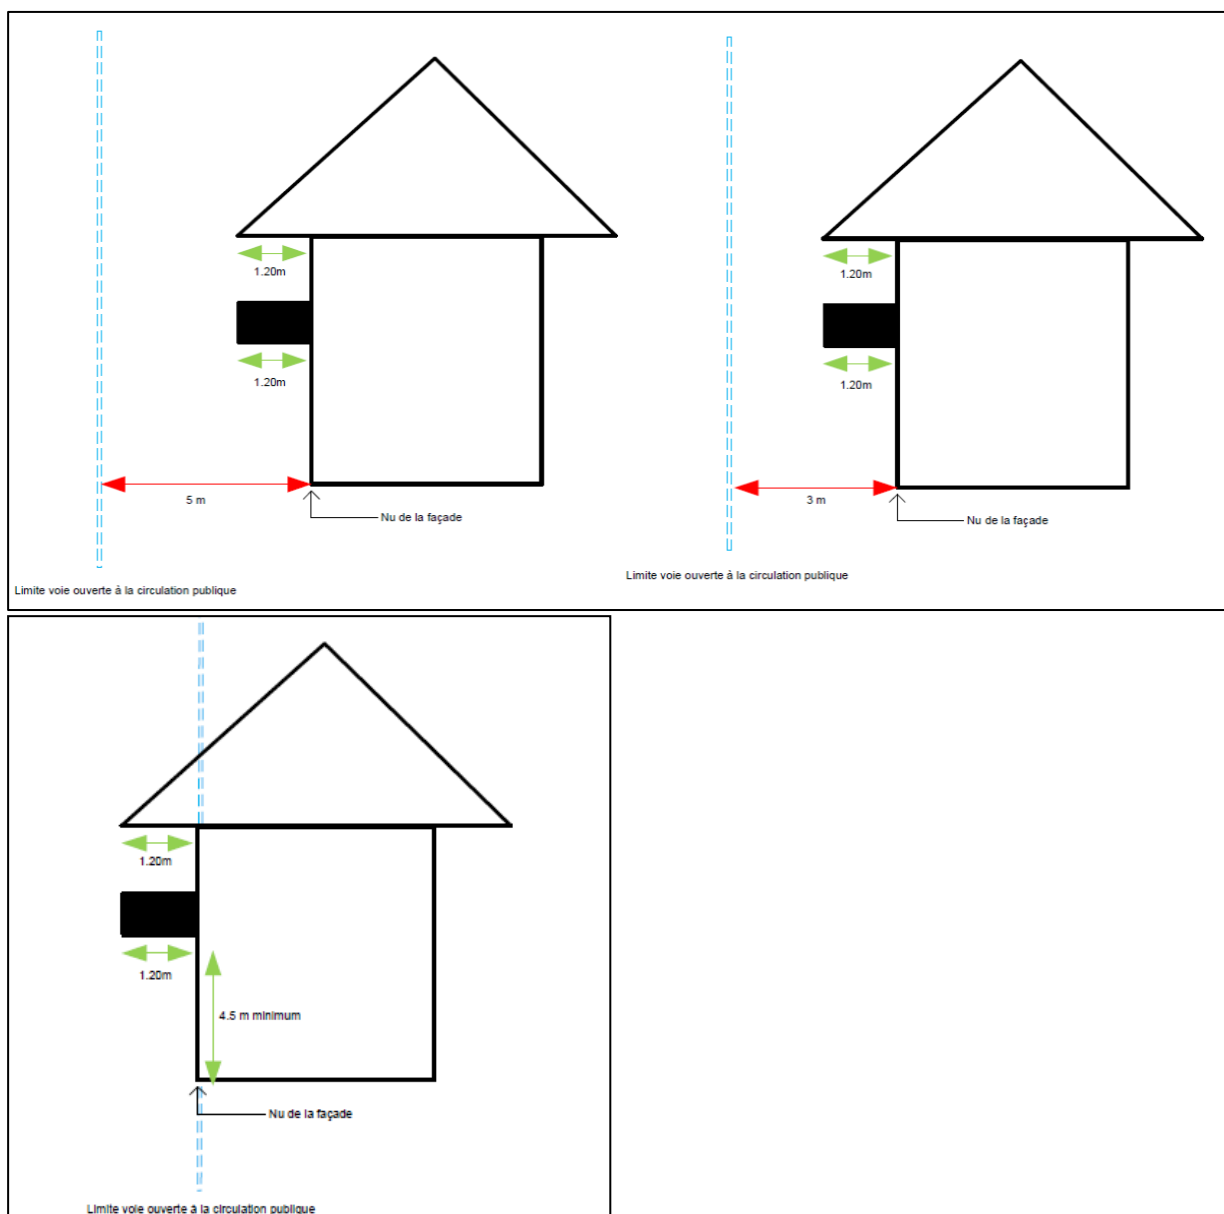 1.20m
1.20m
5 m
Nu de la façade
Limite voie ouverte à la circulation publique
1.20m
1.20m
3 m
Nu de la façade
Limite voie ouverte à la circulation publique
1.20m
1.20m
4.5 m minimum
Nu de la façade
Limite voie ouverte à la circulation publique